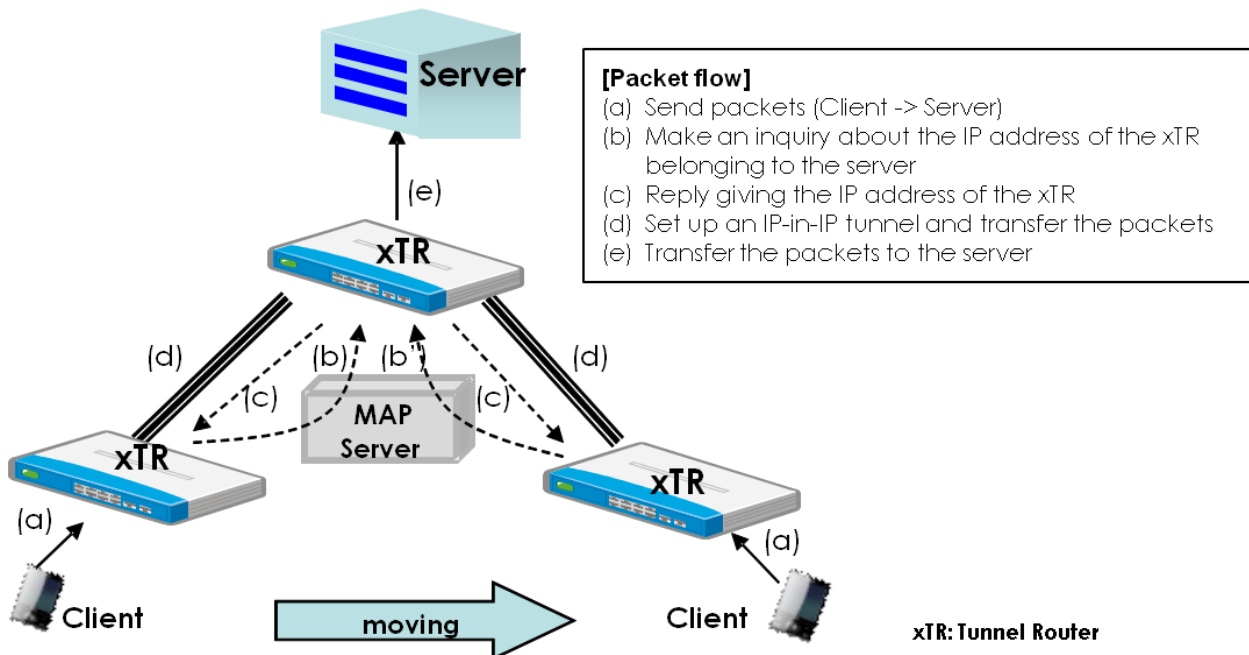 Server
[Packet flow]
(a) Send packets (Client -> Server)
(b) Make an inquiry about the IP address of the xTR
belonging to the server
(c) Reply giving the IP address of the xTR
(d) Set up an IP-in-IP tunnel and transfer the packets
(e) Transfer the packets to the server
(e)
xTR
(d)
(b)
(b')
(d)
(c)
(c)
MAP
Server
xTR
xTR
(a)
(a)
Client
moving
Client
xTR: Tunnel Router